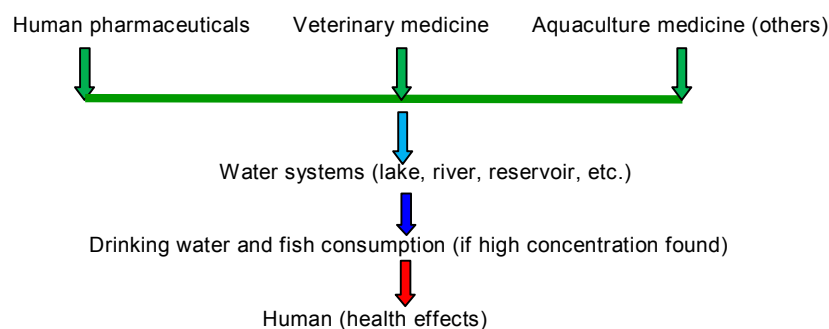 Human pharmaceuticals Veterinary medicine Aquaculture medicine (others)
Water systems (lake, river, reservoir, etc.)
Drinking water and fish consumption (if high concentration found)
Human (health effects)